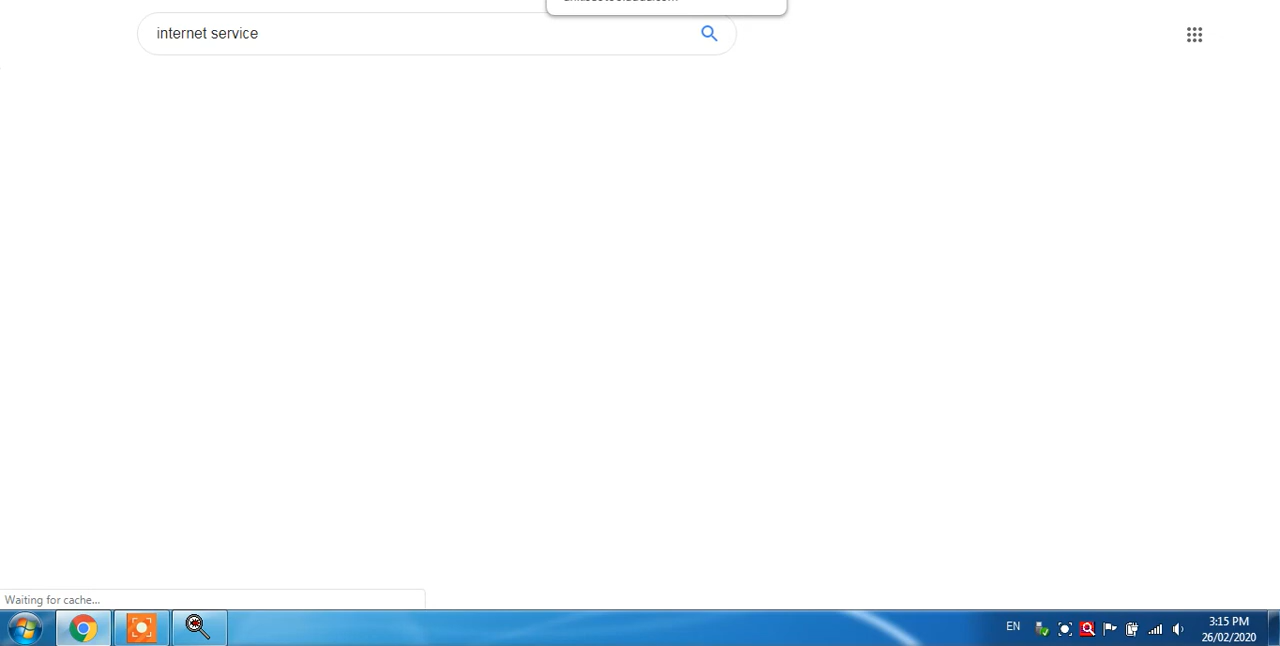 internet service
Waiting for cache...
EN
3:15 PM
26/02/2020